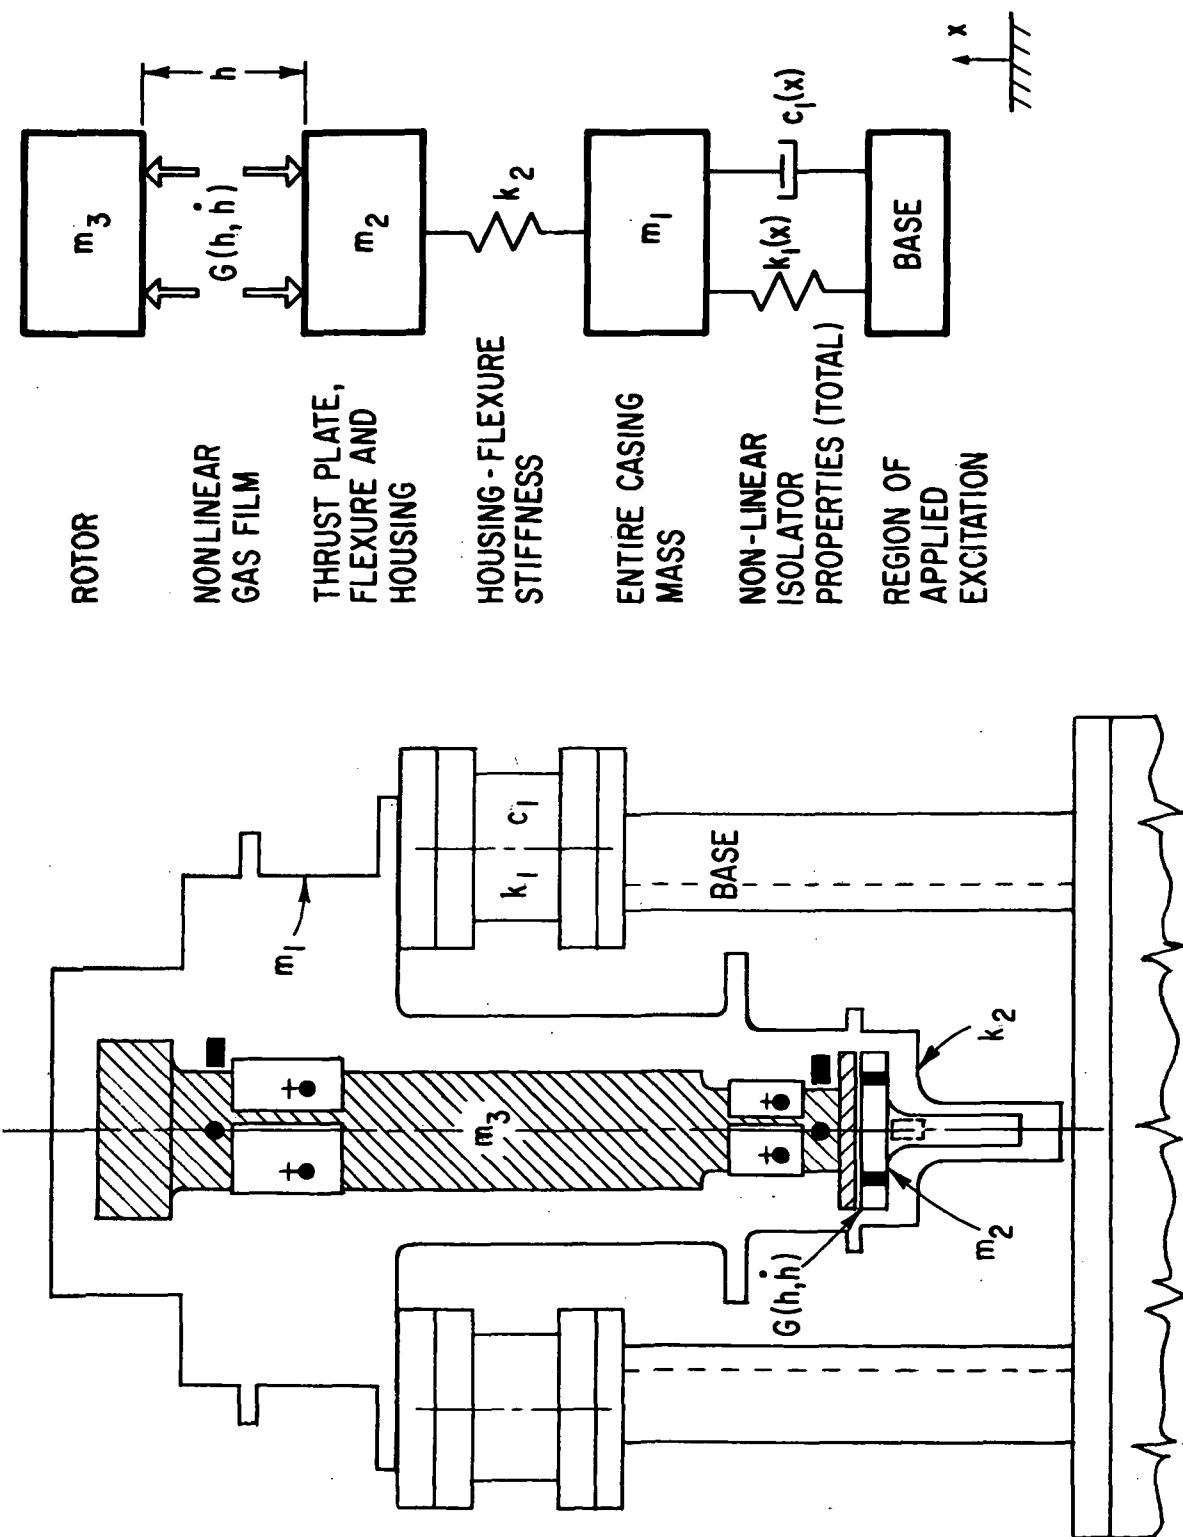 m1
k1
c1
BASE
m3
k2
m2
G(h, ḣ)
ROTOR
NONLINEAR
GAS FILM
THRUST PLATE,
FLEXURE AND
HOUSING
HOUSING-FLEXURE
STIFFNESS
ENTIRE CASING
MASS
NON-LINEAR
ISOLATOR
PROPERTIES (TOTAL)
REGION OF
APPLIED
EXCITATION
m3
h
G(h, ḣ)
m2
k2
m1
k1(x)
c1(x)
BASE
x